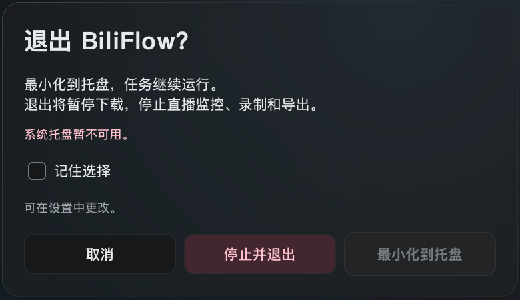 退出 BiliFlow?
最小化到托盘，任务继续运行。
退出将暂停下载，停止直播监控、录制和导出。
系统托盘暂不可用。
记住选择
可在设置中更改。
取消
停止并退出
最小化到托盘